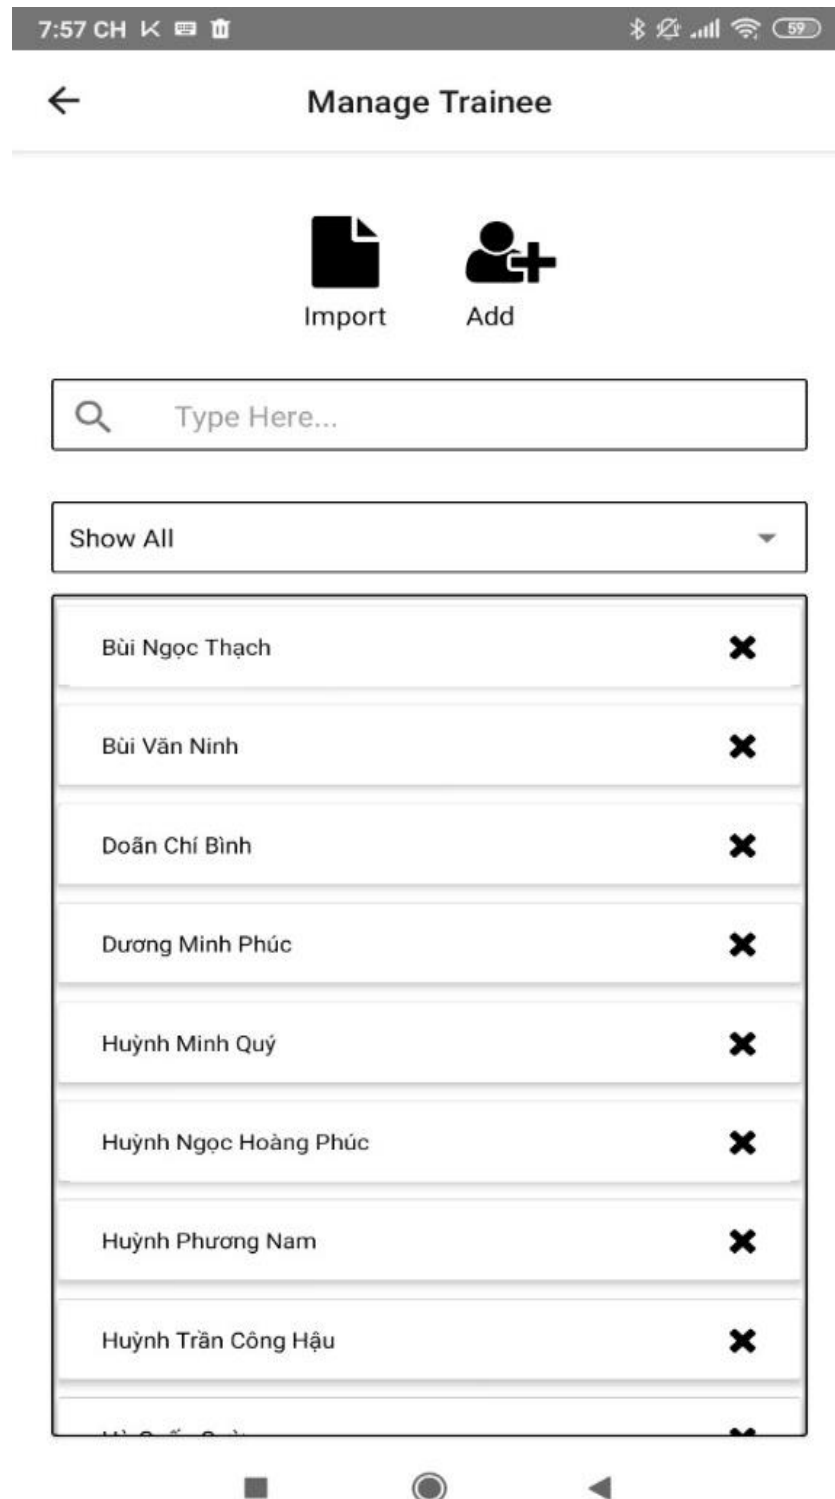 7:57 CH
59
Manage Trainee
Import Add
Type Here...
Show All
Bùi Ngọc Thạch
Bùi Văn Ninh
Doãn Chí Bình
Dương Minh Phúc
Huỳnh Minh Quý
Huỳnh Ngọc Hoàng Phúc
Huỳnh Phương Nam
Huỳnh Trần Công Hậu